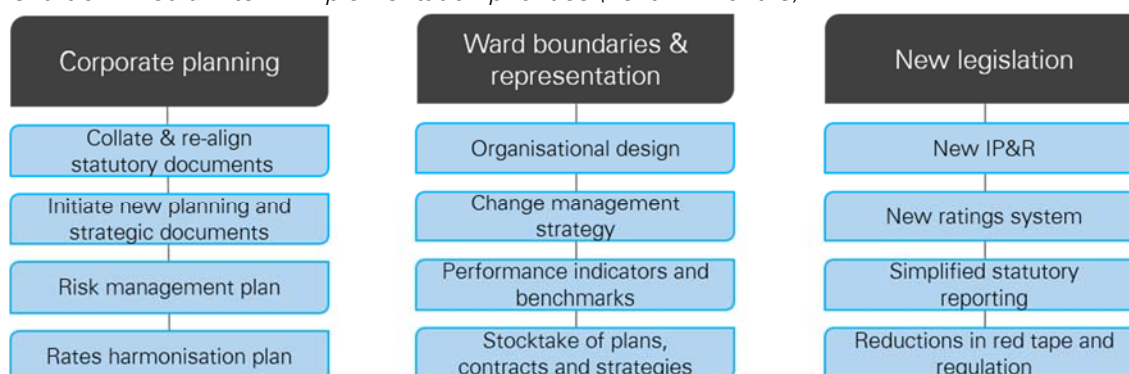 Corporate planning
Collate & re-align
statutory documents
Initiate new planning and
strategic documents
Risk management plan
Rates harmonisation plan
Ward boundaries &
representation
Organisational design
Change management
strategy
Performance indicators and
benchmarks
Stocktake of plans,
contracts and strategies
New legislation
New IP&R
New ratings system
Simplified statutory
reporting
Reductions in red tape and
regulation